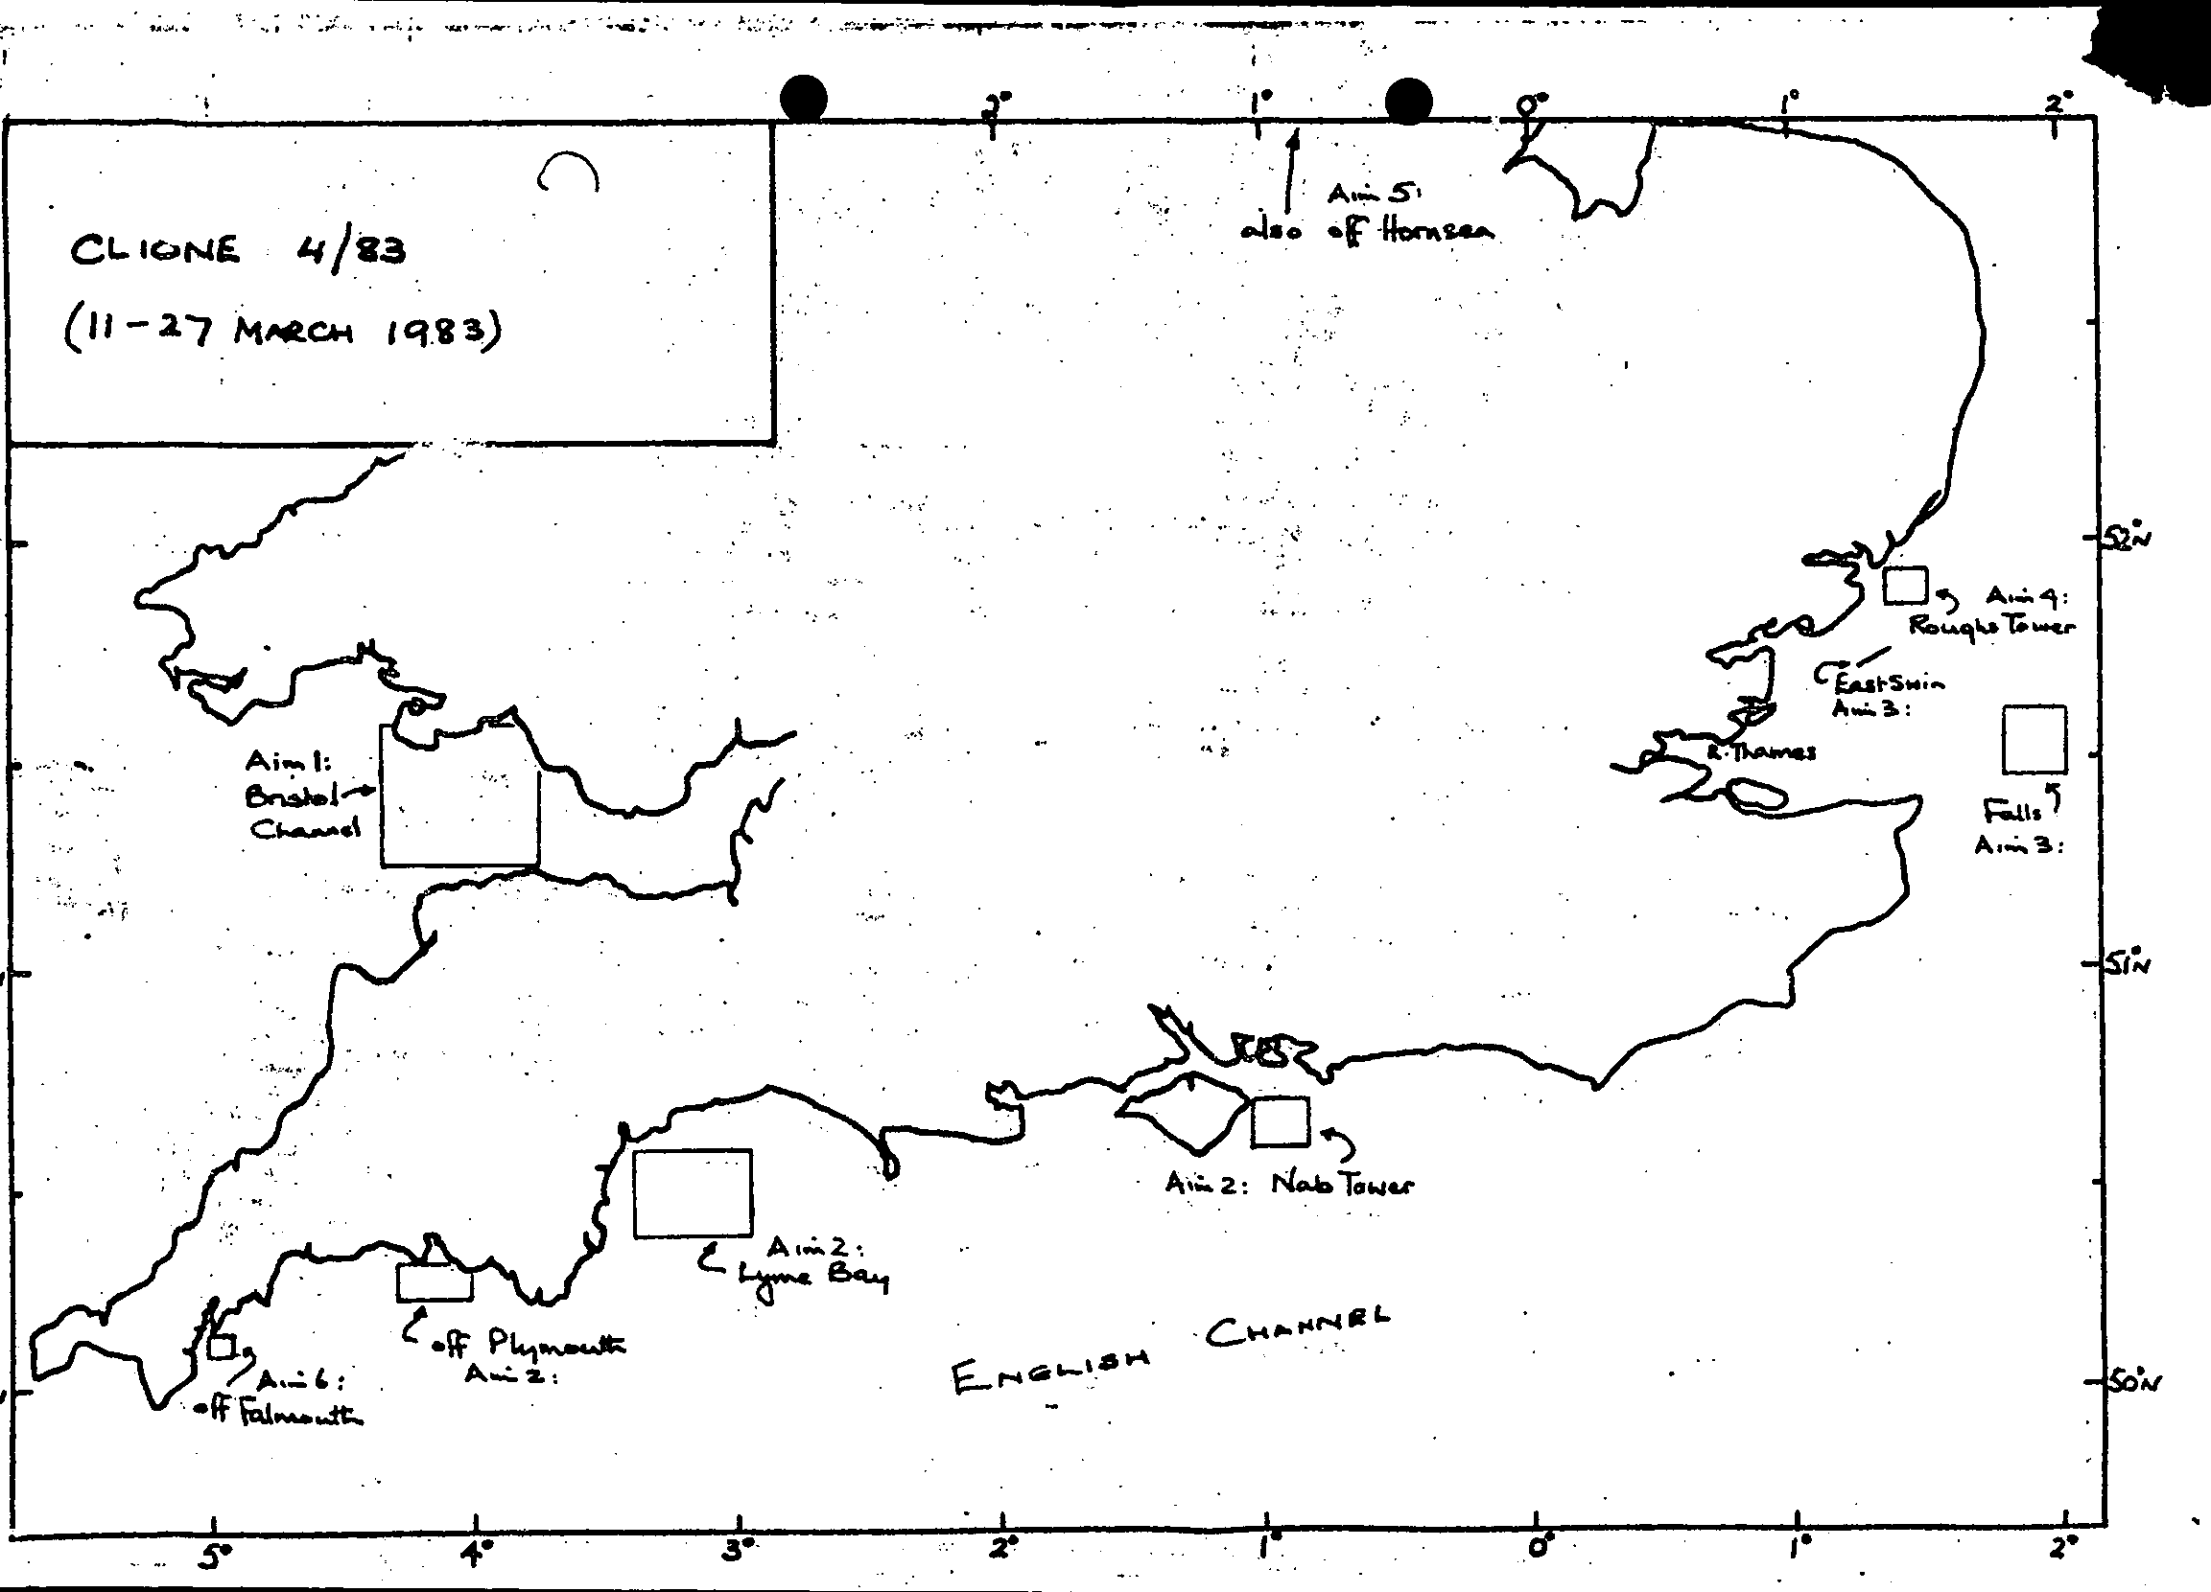 2° 1° 0° 1° 2°
CLIONE 4/83
(11-27 MARCH 1983)
Aim 5:
also off Hornsea
52°N
Aim 4:
Roughs Tower
East Swin
Aim 3:
R. Thames
Falls
Aim 3:
Aim 1:
Bristol
Channel
51°N
Aim 2: Nab Tower
Aim 2:
Lyme Bay
off Plymouth
Aim 2:
Aim 6:
off Falmouth
ENGLISH CHANNEL
50°N
5° 4° 3° 2° 1° 0° 1° 2°